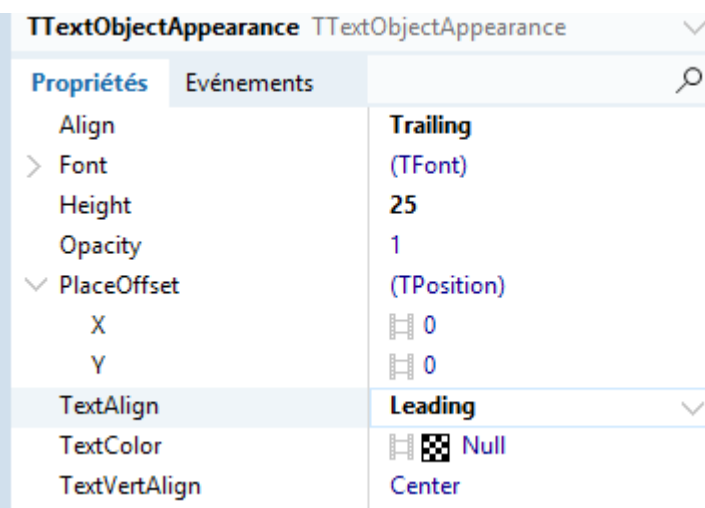 TTextObjectAppearance TTextObjectAppearance
Propriétés Evénements
Align Trailing
Font (TFont)
Height 25
Opacity 1
PlaceOffset (TPosition)
X 0
Y 0
TextAlign Leading
TextColor Null
TextVertAlign Center